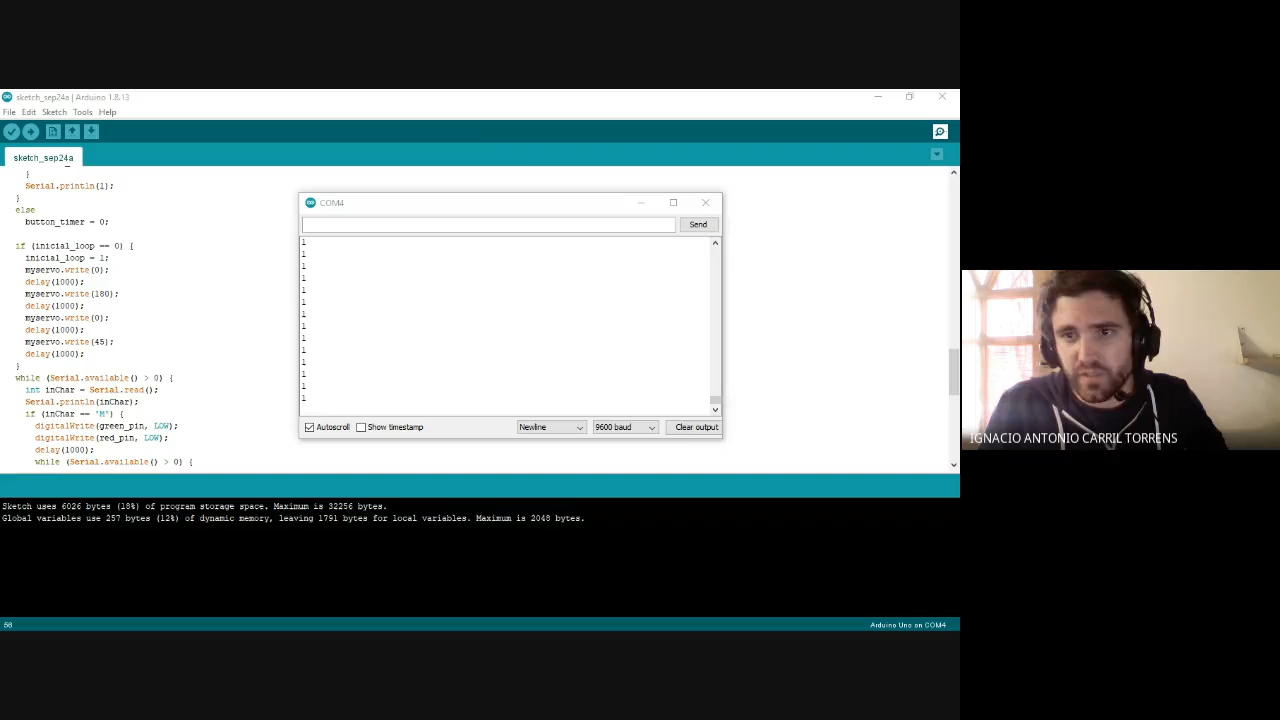 sketch_sep24a | Arduino 1.8.13
File Edit Sketch Tools Help
sketch_sep24a
}
Serial.println(1);
}
else
button_timer = 0;
if (inicial_loop == 0) {
inicial_loop = 1;
myservo.write(0);
delay(1000);
myservo.write(180);
delay(1000);
myservo.write(0);
delay(1000);
myservo.write(45);
delay(1000);
}
while (Serial.available() > 0) {
int inChar = Serial.read();
Serial.println(inChar);
if (inChar == 'M') {
digitalWrite(green_pin, LOW);
digitalWrite(red_pin, LOW);
delay(1000);
while (Serial.available() > 0) {
COM4
Send
1
1
1
1
1
1
1
1
1
1
1
1
1
1
Autoscroll Show timestamp Newline 9600 baud Clear output
IGNACIO ANTONIO CARRIL TORRENS
Sketch uses 6026 bytes (18%) of program storage space. Maximum is 32256 bytes.
Global variables use 257 bytes (12%) of dynamic memory, leaving 1791 bytes for local variables. Maximum is 2048 bytes.
58 Arduino Uno on COM4